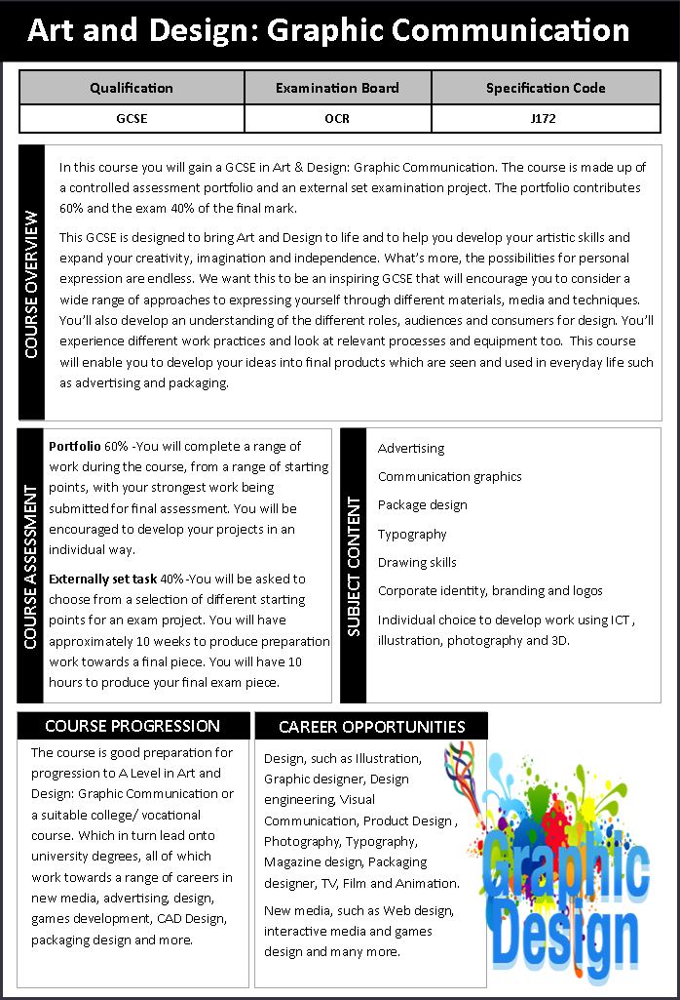 Art and Design: Graphic Communication
Qualification Examination Board Specification Code
GCSE OCR J172
COURSE OVERVIEW
In this course you will gain a GCSE in Art & Design: Graphic Communication. The course is made up of
a controlled assessment portfolio and an external set examination project. The portfolio contributes
60% and the exam 40% of the final mark.
This GCSE is designed to bring Art and Design to life and to help you develop your artistic skills and
expand your creativity, imagination and independence. What's more, the possibilities for personal
expression are endless. We want this to be an inspiring GCSE that will encourage you to consider a
wide range of approaches to expressing yourself through different materials, media and techniques.
You'll also develop an understanding of the different roles, audiences and consumers for design. You'll
experience different work practices and look at relevant processes and equipment too. This course
will enable you to develop your ideas into final products which are seen and used in everyday life such
as advertising and packaging.
COURSE ASSESSMENT
Portfolio 60% -You will complete a range of
work during the course, from a range of starting
points, with your strongest work being
submitted for final assessment. You will be
encouraged to develop your projects in an
individual way.
Externally set task 40%-You will be asked to
choose from a selection of different starting
points for an exam project. You will have
approximately 10 weeks to produce preparation
work towards a final piece. You will have 10
hours to produce your final exam piece.
SUBJECT CONTENT
Advertising
Communication graphics
Package design
Typography
Drawing skills
Corporate identity, branding and logos
Individual choice to develop work using ICT ,
illustration, photography and 3D.
COURSE PROGRESSION
The course is good preparation for
progression to A Level in Art and
Design: Graphic Communication or
a suitable college/ vocational
course. Which in turn lead onto
university degrees, all of which
work towards a range of careers in
new media, advertising, design,
games development, CAD Design,
packaging design and more.
CAREER OPPORTUNITIES
Design, such as Illustration,
Graphic designer, Design
engineering, Visual
Communication, Product Design ,
Photography, Typography,
Magazine design, Packaging
designer, TV, Film and Animation.
New media, such as Web design,
interactive media and games
design and many more.
Graphic
Design